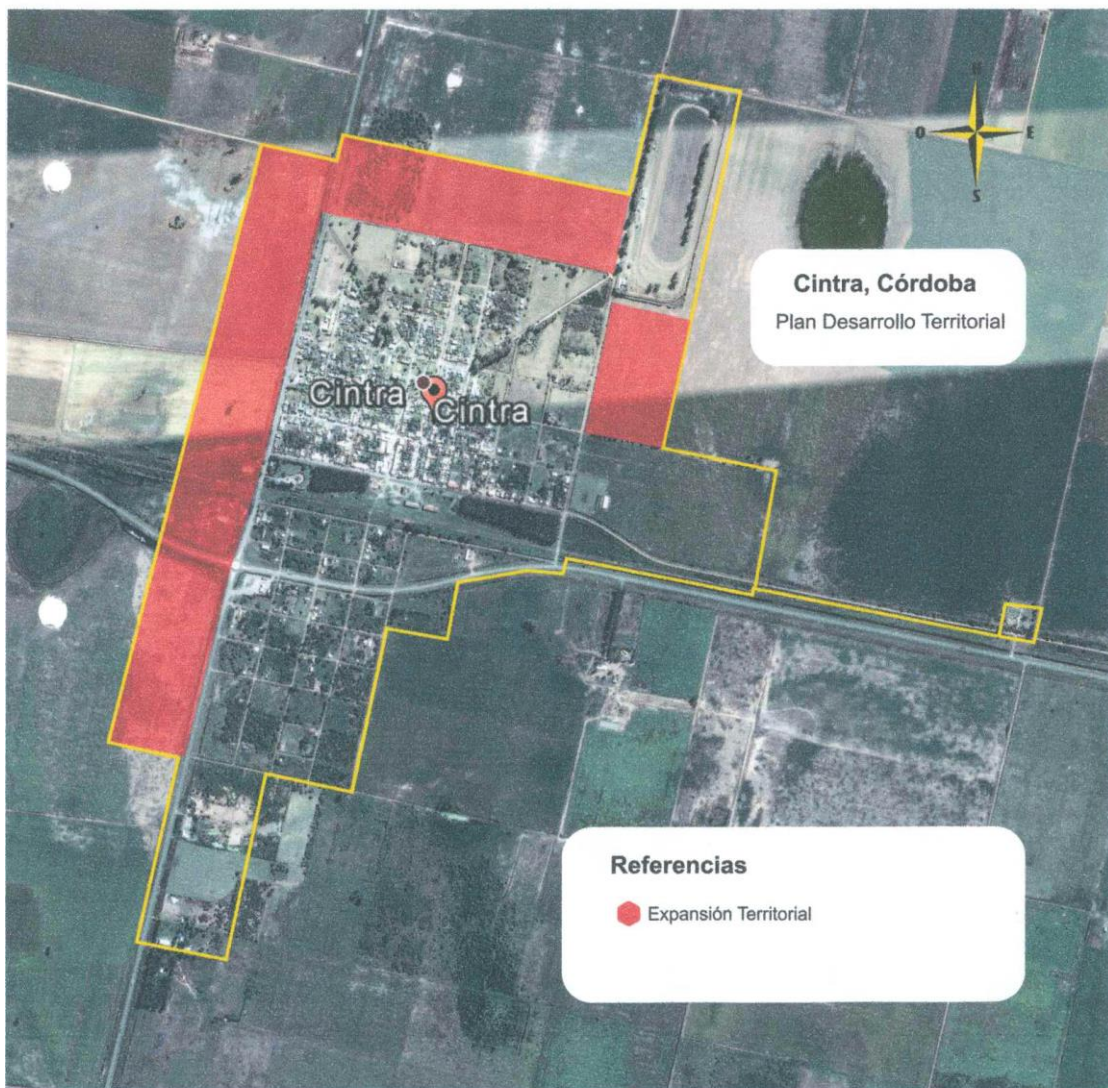 N
O
E
S
Cintra, Córdoba
Plan Desarrollo Territorial
Cintra
Cintra
Referencias
Expansión Territorial